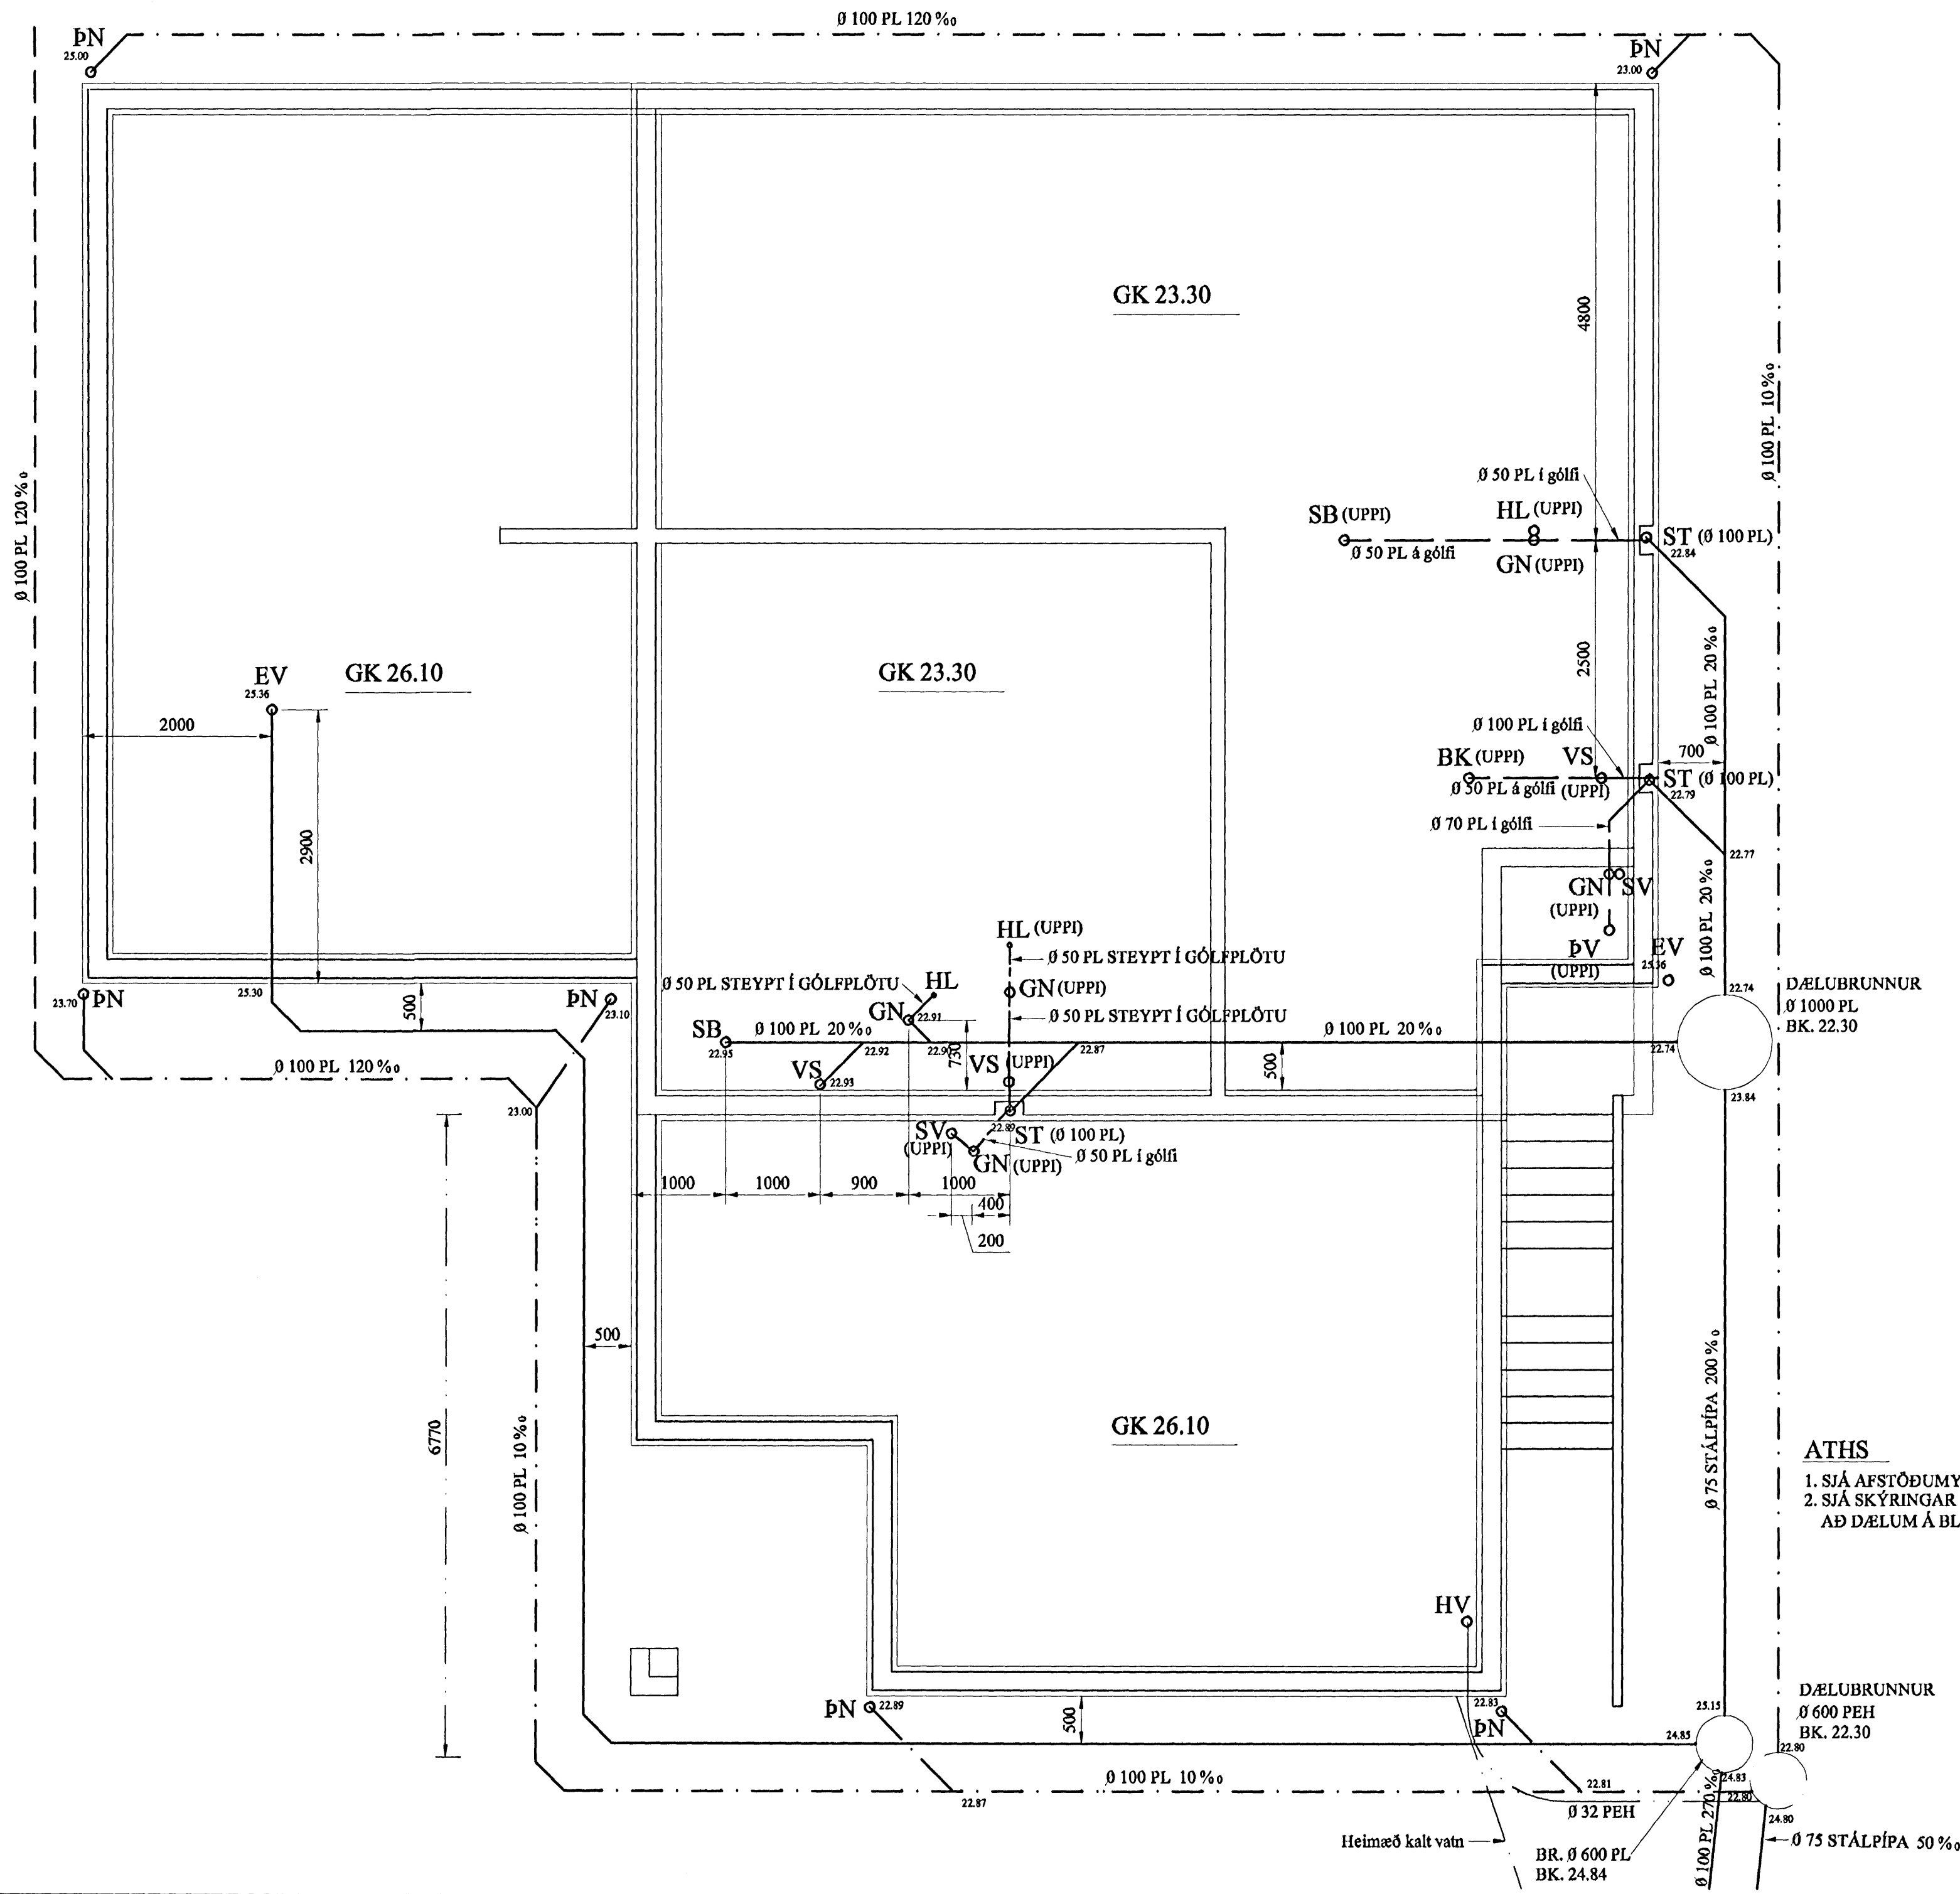 Ø 100 PL 120 ‰
ÞN
25.00
ÞN
23.00
GK 23.30
4800
Ø 100 PL 10 ‰
Ø 100 PL 120 ‰
Ø 50 PL í gólfi
SB (UPPI)
HL (UPPI)
Ø 50 PL á gólfi
GN (UPPI)
ST (Ø 100 PL)
22.84
EV
25.36
GK 26.10
GK 23.30
2500
Ø 100 PL 20 ‰
2000
Ø 100 PL í gólfi
BK (UPPI)
VS
700
Ø 50 PL á gólfi (UPPI)
ST (Ø 100 PL)
22.79
Ø 70 PL í gólfi
2900
22.77
GN
SV
(UPPI)
Ø 100 PL 20 ‰
HL (UPPI)
ÞV
(UPPI)
EV
25.36
Ø 50 PL STEYPT Í GÓLFPLÖTU
Ø 50 PL STEYPT Í GÓLFPLÖTU
HL
GN (UPPI)
22.74
DÆLUBRUNNUR
Ø 1000 PL
BK. 22.30
23.70
ÞN
25.30
500
ÞN
23.10
GN
22.91
Ø 50 PL STEYPT Í GÓLFPLÖTU
SB
22.95
Ø 100 PL 20 ‰
22.92
730
22.87
Ø 100 PL 20 ‰
22.74
Ø 100 PL 120 ‰
VS
22.93
VS (UPPI)
500
23.84
23.00
SV
(UPPI)
22.89
ST (Ø 100 PL)
GN (UPPI)
Ø 50 PL í gólfi
1000
1000
900
1000
400
200
500
6770
Ø 100 PL 10 ‰
GK 26.10
Ø 75 STÁLPÍPA 200 ‰
ATHS
1. SJÁ AFSTÖÐUMY
2. SJÁ SKÝRINGAR
AÐ DÆLUM Á BL
HV
ÞN
22.89
500
22.83
ÞN
25.15
DÆLUBRUNNUR
Ø 600 PEH
BK. 22.30
24.85
22.80
Ø 100 PL 10 ‰
22.87
22.81
24.83
22.80
Ø 32 PEH
24.80
Heimæð kalt vatn
BR. Ø 600 PL
BK. 24.84
Ø 100 PL 270 ‰
Ø 75 STÁLPÍPA 50 ‰